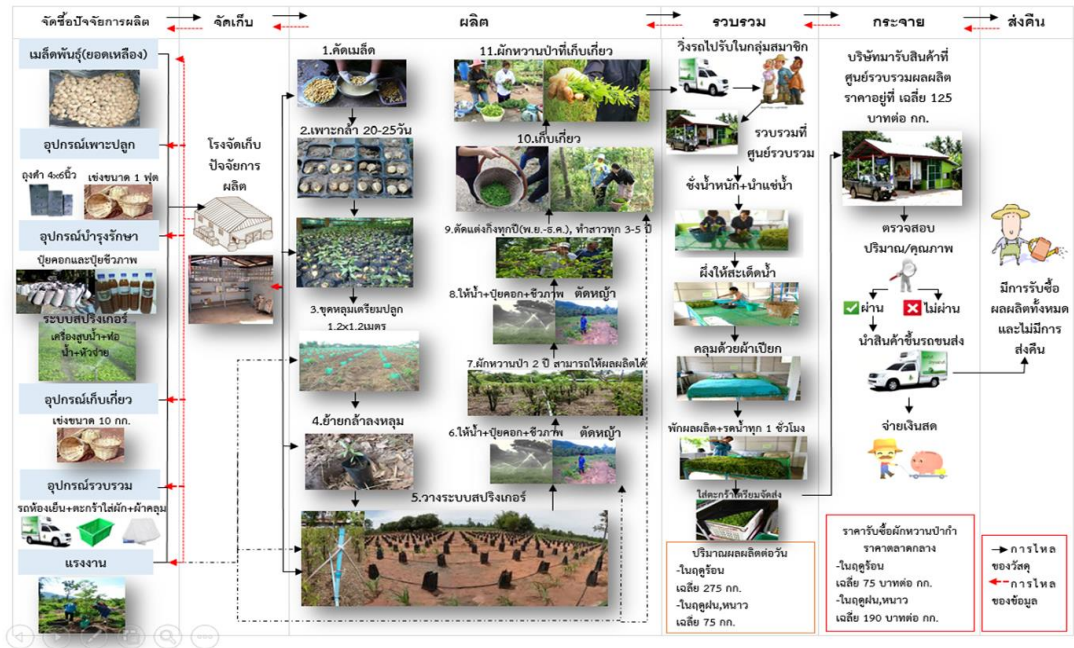 จัดซื้อปัจจัยการผลิต
จัดเก็บ
ผลิต
รวบรวม
กระจาย
ส่งคืน
เมล็ดพันธุ์(ยอดเหลือง)
อุปกรณ์เพาะปลูก
ถุงดำ 4x6นิ้ว
เข่งขนาด 1 ฟุต
อุปกรณ์บำรุงรักษา
ปุ๋ยคอกและปุ๋ยชีวภาพ
ระบบสปริงเกอร์
เครื่องสูบน้ำ+ท่อ
น้ำ+หัวจ่าย
อุปกรณ์เก็บเกี่ยว
เข่งขนาด 10 กก.
อุปกรณ์รวบรวม
รถห้องเย็น+ตะกร้าใส่ผัก+ผ้าคลุม
แรงงาน
โรงจัดเก็บ
ปัจจัยการ
ผลิต
1.คัดเมล็ด
2.เพาะกล้า 20-25วัน
3.ขุดหลุมเตรียมปลูก
1.2x1.2เมตร
4.ย้ายกล้าลงหลุม
5.วางระบบสปริงเกอร์
11.ผักหวานป่าที่เก็บเกี่ยว
10.เก็บเกี่ยว
9.ตัดแต่งกิ่งทุกปี(พ.ย.-ธ.ค.), ทำสาวทุก 3-5 ปี
8.ให้น้ำ+ปุ๋ยคอก+ชีวภาพ ตัดหญ้า
7.ผักหวานป่า 2 ปี สามารถให้ผลผลิตได้
6.ให้น้ำ+ปุ๋ยคอก+ชีวภาพ ตัดหญ้า
วิ่งรถไปรับในกลุ่มสมาชิก
รวบรวมที่
ศูนย์รวบรวม
ชั่งน้ำหนัก+นำแช่น้ำ
ผึ่งให้สะเด็ดน้ำ
คลุมด้วยผ้าเปียก
พักผลผลิต+รดน้ำทุก 1 ชั่วโมง
ใส่ตะกร้าเตรียมจัดส่ง
ปริมาณผลผลิตต่อวัน
-ในฤดูร้อน
เฉลี่ย 275 กก.
-ในฤดูฝน,หนาว
เฉลี่ย 75 กก.
บริษัทมารับสินค้าที่
ศูนย์รวบรวมผลผลิต
ราคาอยู่ที่ เฉลี่ย 125
บาทต่อ กก.
ตรวจสอบ
ปริมาณ/คุณภาพ
ผ่าน
ไม่ผ่าน
นำสินค้าขึ้นรถขนส่ง
จ่ายเงินสด
ราคารับซื้อผักหวานป่ากำ
ราคาตลาดกลาง
-ในฤดูร้อน
เฉลี่ย 75 บาทต่อ กก.
-ในฤดูฝน,หนาว
เฉลี่ย 190 บาทต่อ กก.
มีการรับซื้อ
ผลผลิตทั้งหมด
และไม่มีการ
ส่งคืน
การไหล
ของวัสดุ
การไหล
ของข้อมูล